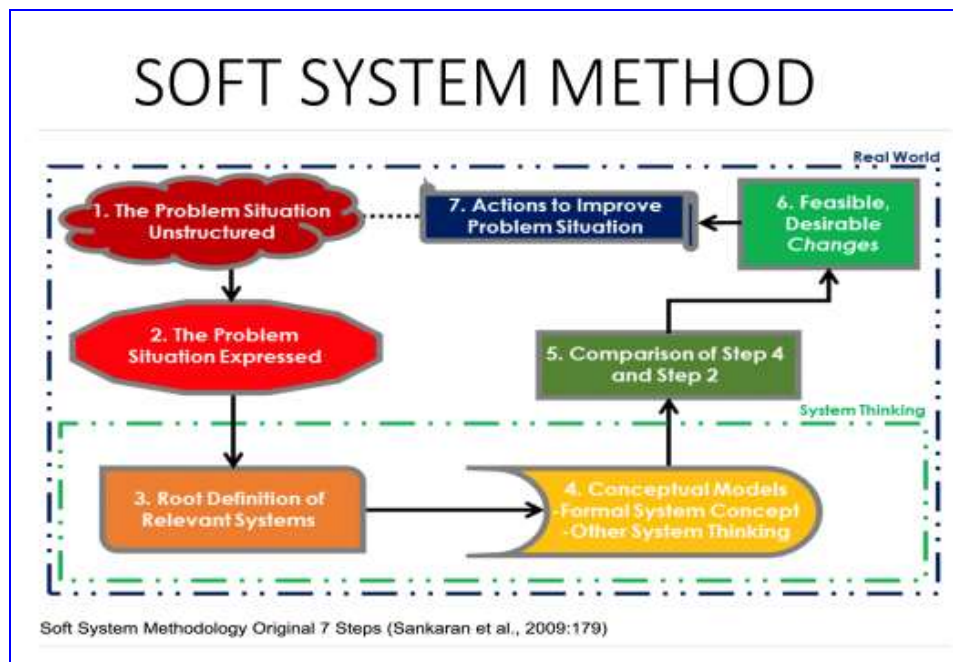 SOFT SYSTEM METHOD
Real World
1. The Problem Situation
Unstructured
7. Actions to Improve
Problem Situation
6. Feasible,
Desirable
Changes
2. The Problem
Situation Expressed
5. Comparison of Step 4
and Step 2
System Thinking
3. Root Definition of
Relevant Systems
4. Conceptual Models
-Formal System Concept
-Other System Thinking
Soft System Methodology Original 7 Steps (Sankaran et al., 2009:179)